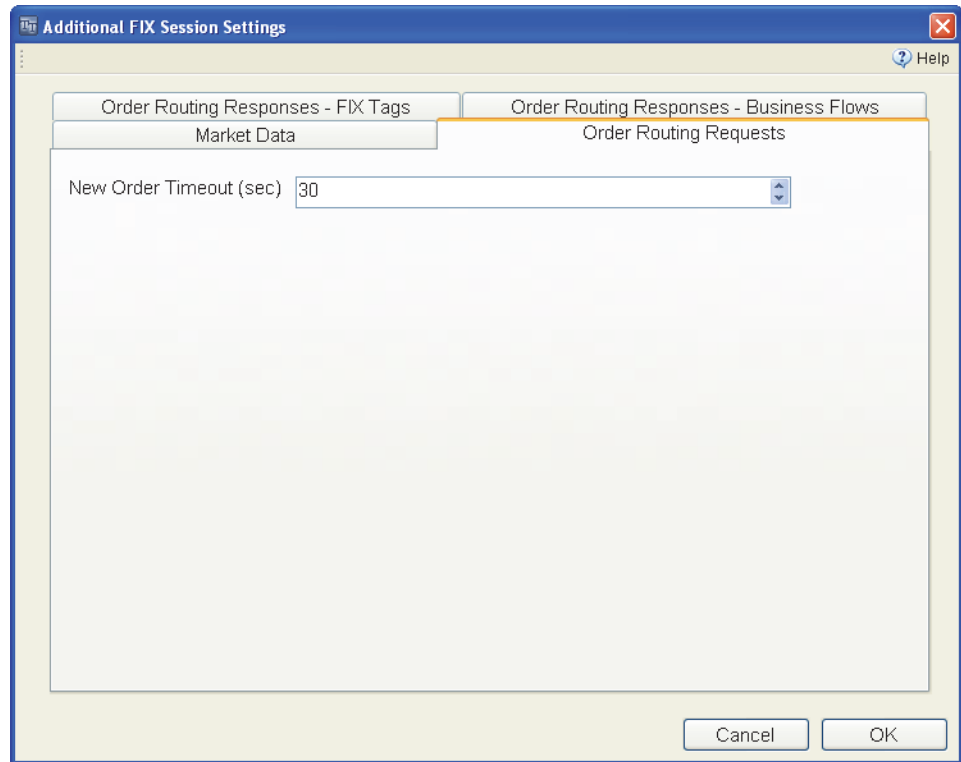 Additional FIX Session Settings
Help
Order Routing Responses - FIX Tags
Order Routing Responses - Business Flows
Market Data
Order Routing Requests
New Order Timeout (sec) 30
Cancel
OK